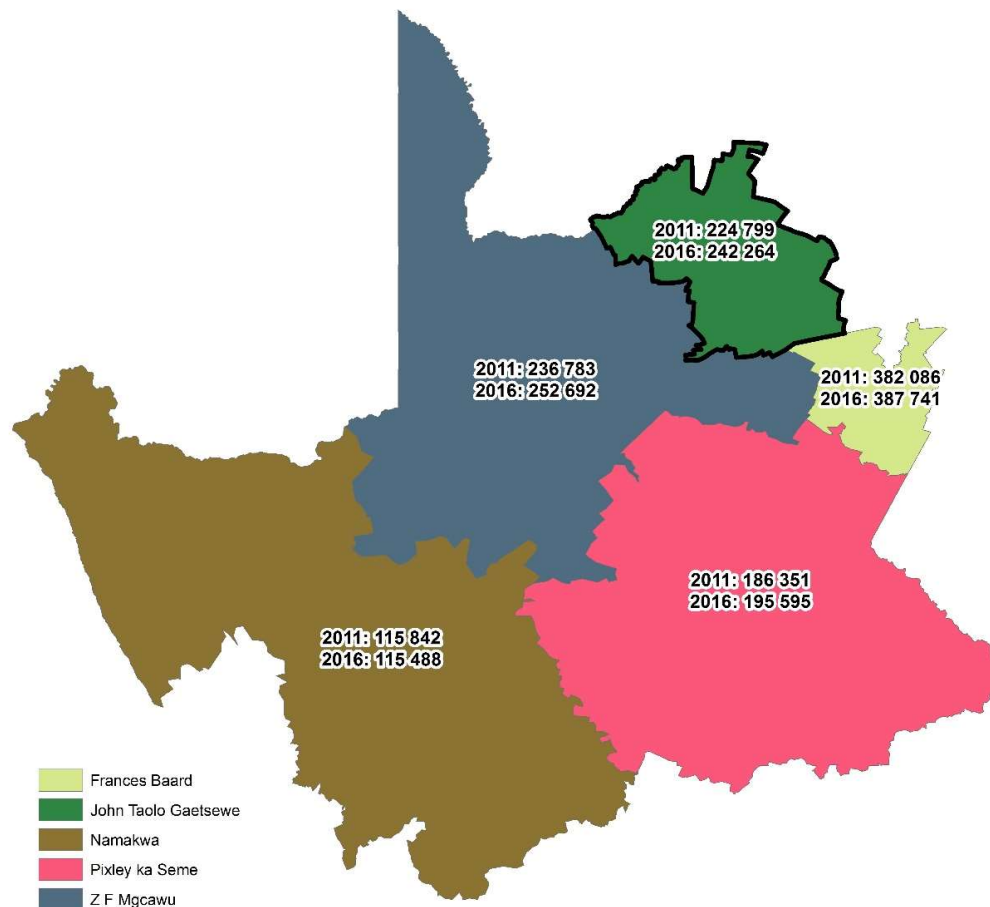 2011: 224 799
2016: 242 264
2011: 236 783
2016: 252 692
2011: 382 086
2016: 387 741
2011: 186 351
2016: 195 595
2011: 115 842
2016: 115 488
Frances Baard
John Taolo Gaetsewe
Namakwa
Pixley ka Seme
Z F Mgcawu